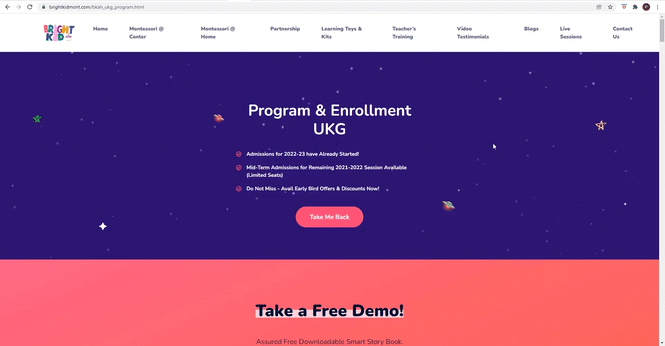 brightkidmont.com/bkah_ukg_program.html
BRIGHT
KID
Home
Montessori @
Center
Montessori @
Home
Partnership
Learning Toys &
Kits
Teacher's
Training
Video
Testimonials
Blogs
Live
Sessions
Contact
Us
Program & Enrollment
UKG
Admissions for 2022-23 have Already Started!
Mid-Term Admissions for Remaining 2021-2022 Session Available
(Limited Seats)
Do Not Miss - Avail Early Bird Offers & Discounts Now!
Take Me Back
Take a Free Demo!
Assured Free Downloadable Smart Story Book.